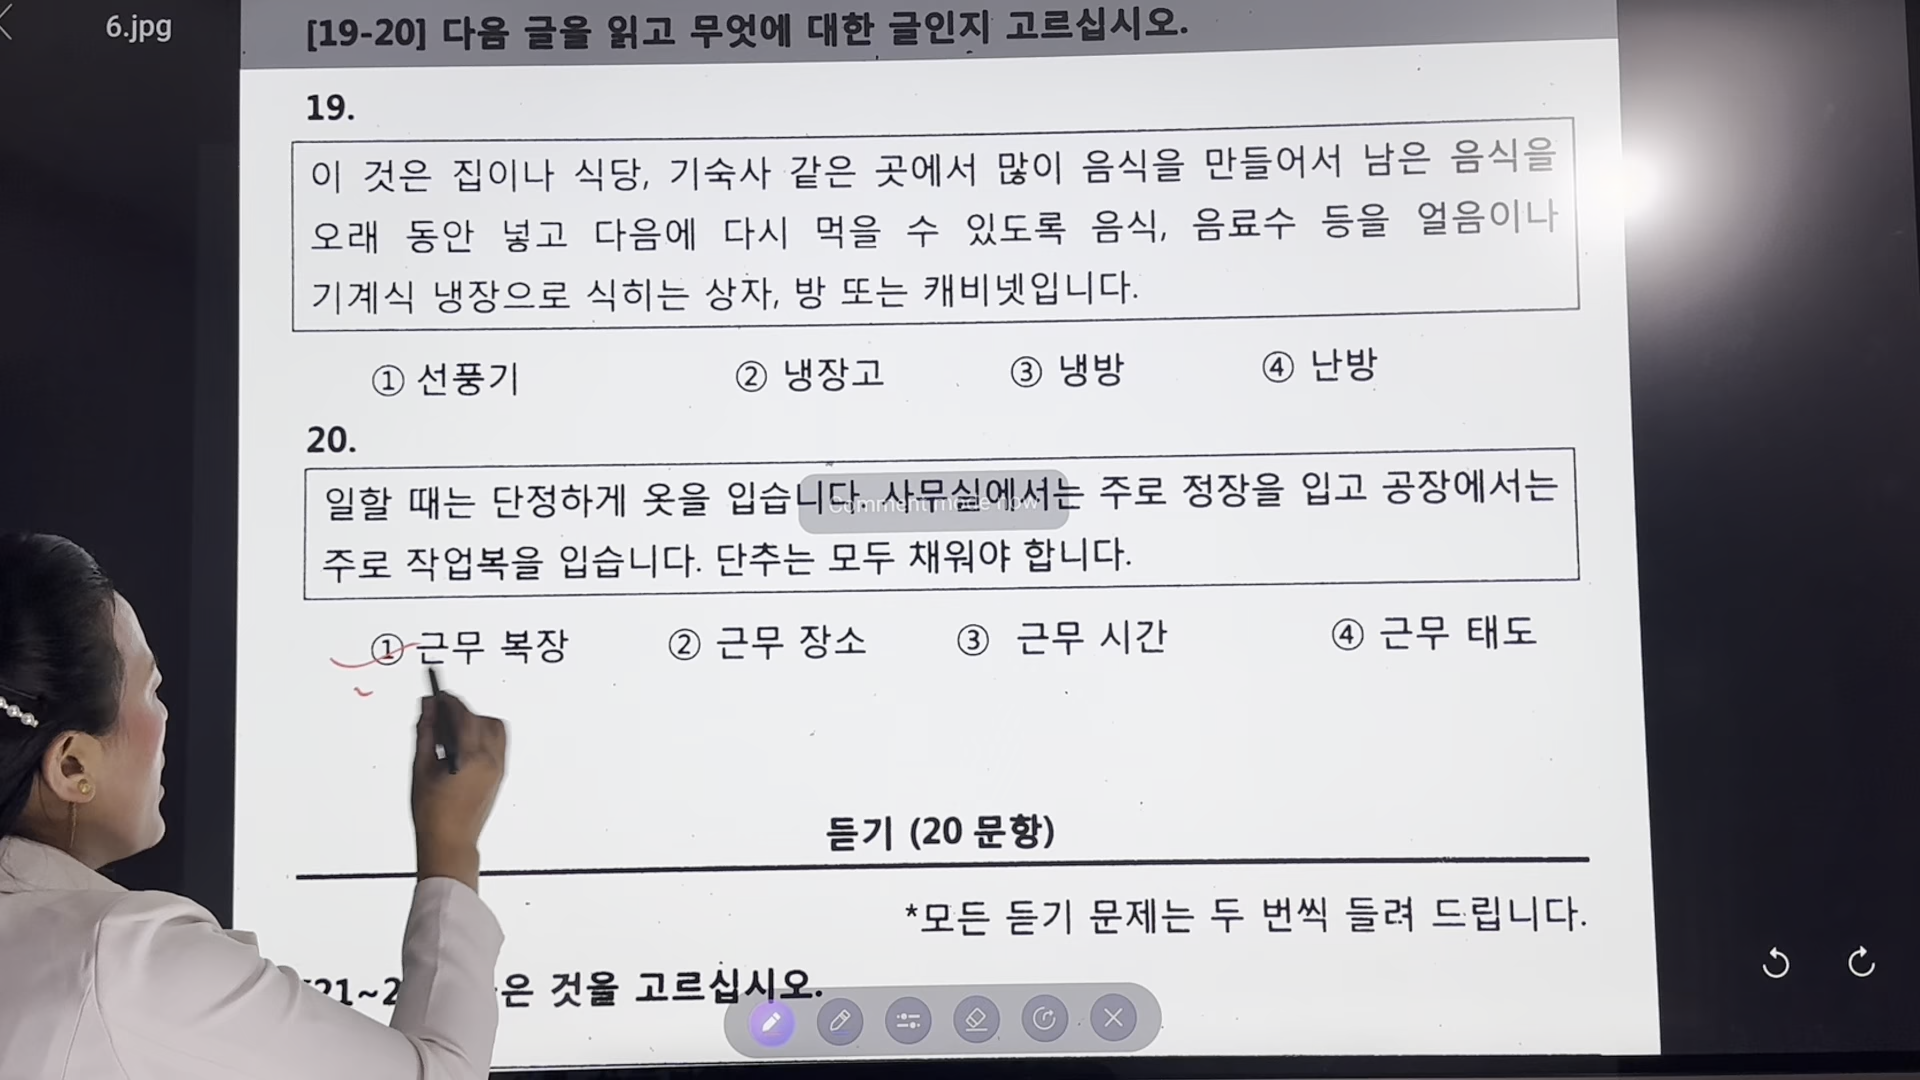 6.jpg
[19-20] 다음 글을 읽고 무엇에 대한 글인지 고르십시오.
19.
이 것은 집이나 식당, 기숙사 같은 곳에서 많이 음식을 만들어서 남은 음식을
오래 동안 넣고 다음에 다시 먹을 수 있도록 음식, 음료수 등을 얼음이나
기계식 냉장으로 식히는 상자, 방 또는 캐비넷입니다.
① 선풍기 ② 냉장고 ③ 냉방 ④ 난방
20.
일할 때는 단정하게 옷을 입습니다. 사무실에서는 주로 정장을 입고 공장에서는
Comment mode now
주로 작업복을 입습니다. 단추는 모두 채워야 합니다.
① 근무 복장 ② 근무 장소 ③ 근무 시간 ④ 근무 태도
듣기 (20 문항)
*모든 듣기 문제는 두 번씩 들려 드립니다.
21~2 은 것을 고르십시오.